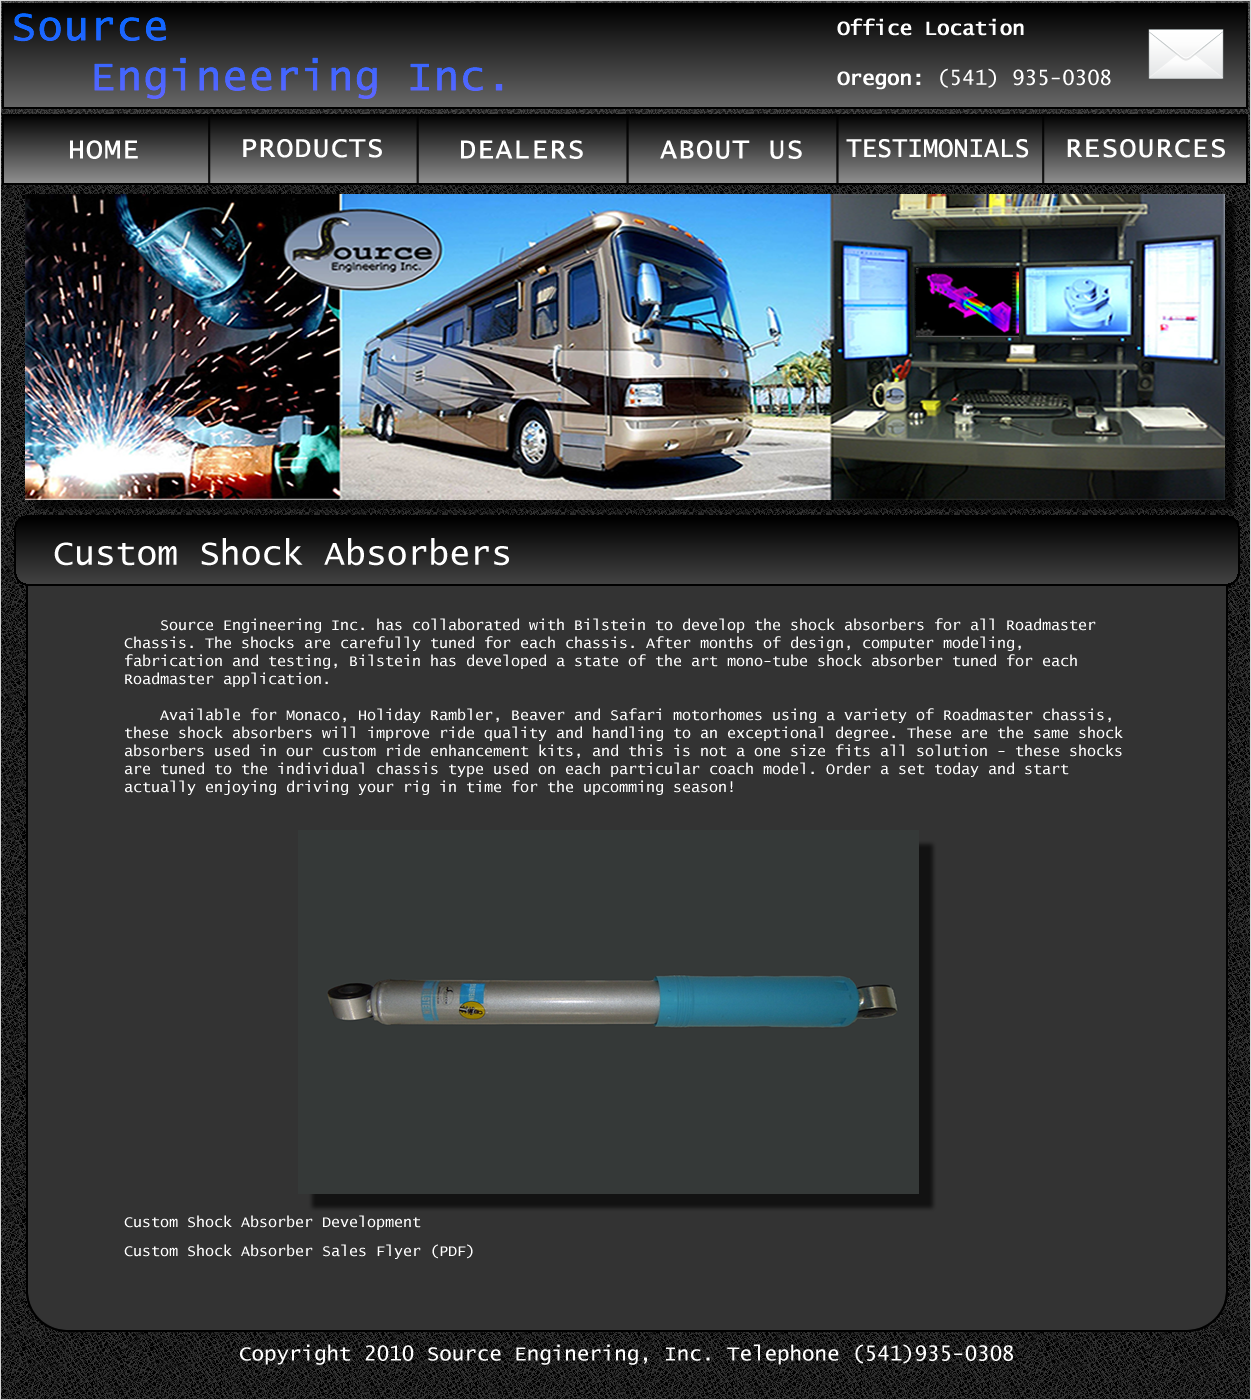 Source
Engineering Inc.
Office Location
Oregon: (541) 935-0308
HOME
PRODUCTS
DEALERS
ABOUT US
TESTIMONIALS
RESOURCES
Source
Engineering Inc.
Custom Shock Absorbers
Source Engineering Inc. has collaborated with Bilstein to develop the shock absorbers for all Roadmaster
Chassis. The shocks are carefully tuned for each chassis. After months of design, computer modeling,
fabrication and testing, Bilstein has developed a state of the art mono-tube shock absorber tuned for each
Roadmaster application.
Available for Monaco, Holiday Rambler, Beaver and Safari motorhomes using a variety of Roadmaster chassis,
these shock absorbers will improve ride quality and handling to an exceptional degree. These are the same shock
absorbers used in our custom ride enhancement kits, and this is not a one size fits all solution - these shocks
are tuned to the individual chassis type used on each particular coach model. Order a set today and start
actually enjoying driving your rig in time for the upcomming season!
Custom Shock Absorber Development
Custom Shock Absorber Sales Flyer (PDF)
Copyright 2010 Source Enginering, Inc. Telephone (541)935-0308